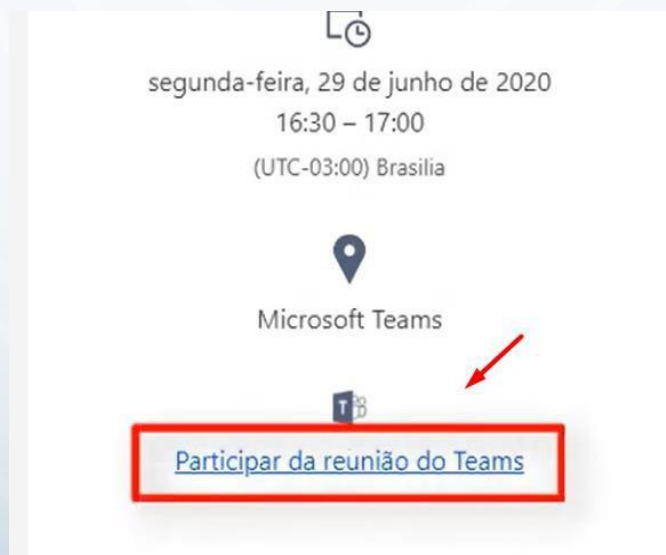 segunda-feira, 29 de junho de 2020
16:30 – 17:00
(UTC-03:00) Brasilia
Microsoft Teams
T
Participar da reunião do Teams